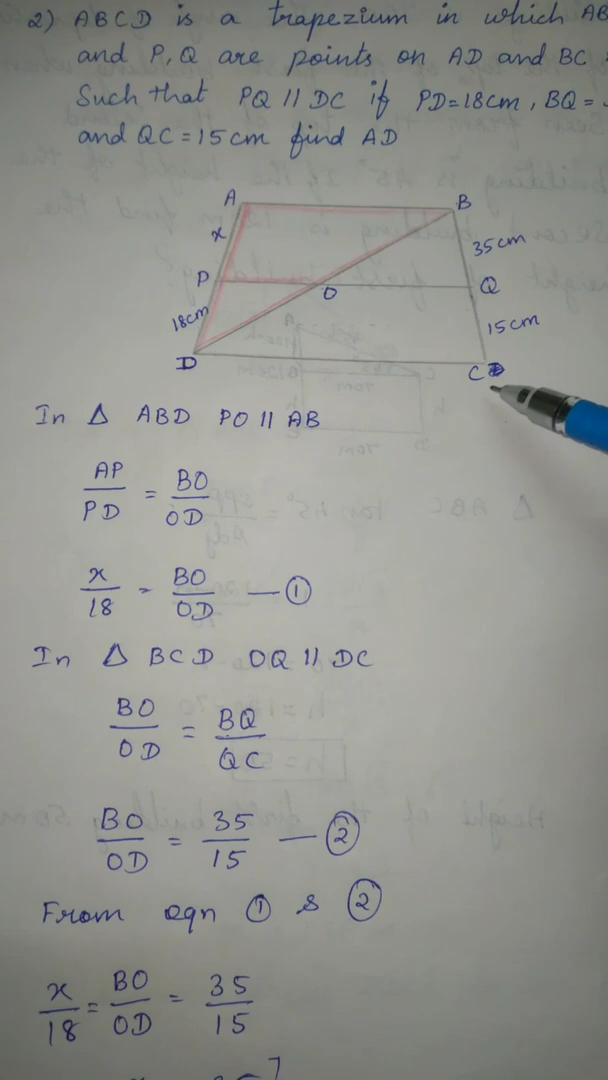 2) ABCD is a trapezium in which AB
and P, Q are points on AD and BC
Such that PQ || DC if PD=18cm, BQ =
and QC = 15cm find AD
A
B
x
35cm
P
O
Q
18cm
15cm
D
C
In Δ ABD PO || AB
AP/PD = BO/OD
x/18 = BO/OD — ①
In Δ BCD OQ || DC
BO/OD = BQ/QC
BO/OD = 35/15 — ②
From eqn ① & ②
x/18 = BO/OD = 35/15
7